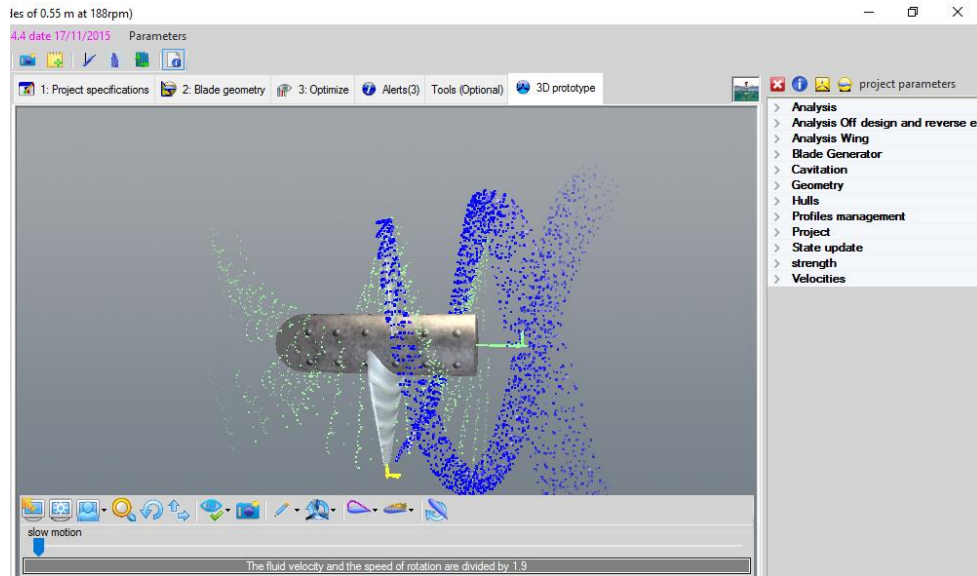 des of 0.55 m at 188rpm)
4.4 date 17/11/2015 Parameters
1: Project specifications 2: Blade geometry 3: Optimize Alerts(3) Tools (Optional) 3D prototype
project parameters
Analysis
Analysis Off design and reverse e
Analysis Wing
Blade Generator
Cavitation
Geometry
Hulls
Profiles management
Project
State update
strength
Velocities
slow motion
The fluid velocity and the speed of rotation are divided by 1.9